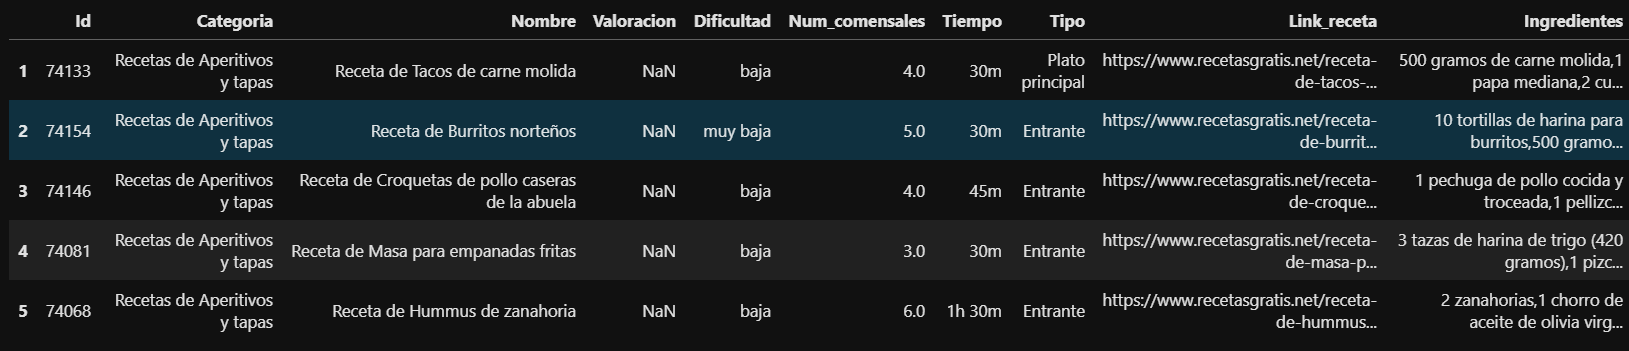 Id Categoria Nombre Valoracion Dificultad Num_comensales Tiempo Tipo Link_receta Ingredientes
1 74133 Recetas de Aperitivos y tapas Receta de Tacos de carne molida NaN baja 4.0 30m Plato principal https://www.recetasgratis.net/receta-de-tacos-... 500 gramos de carne molida,1 papa mediana,2 cu...
2 74154 Recetas de Aperitivos y tapas Receta de Burritos norteños NaN muy baja 5.0 30m Entrante https://www.recetasgratis.net/receta-de-burrit... 10 tortillas de harina para burritos,500 gramo...
3 74146 Recetas de Aperitivos y tapas Receta de Croquetas de pollo caseras de la abuela NaN baja 4.0 45m Entrante https://www.recetasgratis.net/receta-de-croque... 1 pechuga de pollo cocida y troceada,1 pellizc...
4 74081 Recetas de Aperitivos y tapas Receta de Masa para empanadas fritas NaN baja 3.0 30m Entrante https://www.recetasgratis.net/receta-de-masa-p... 3 tazas de harina de trigo (420 gramos),1 pizc...
5 74068 Recetas de Aperitivos y tapas Receta de Hummus de zanahoria NaN baja 6.0 1h 30m Entrante https://www.recetasgratis.net/receta-de-hummus... 2 zanahorias,1 chorro de aceite de olivia virg...